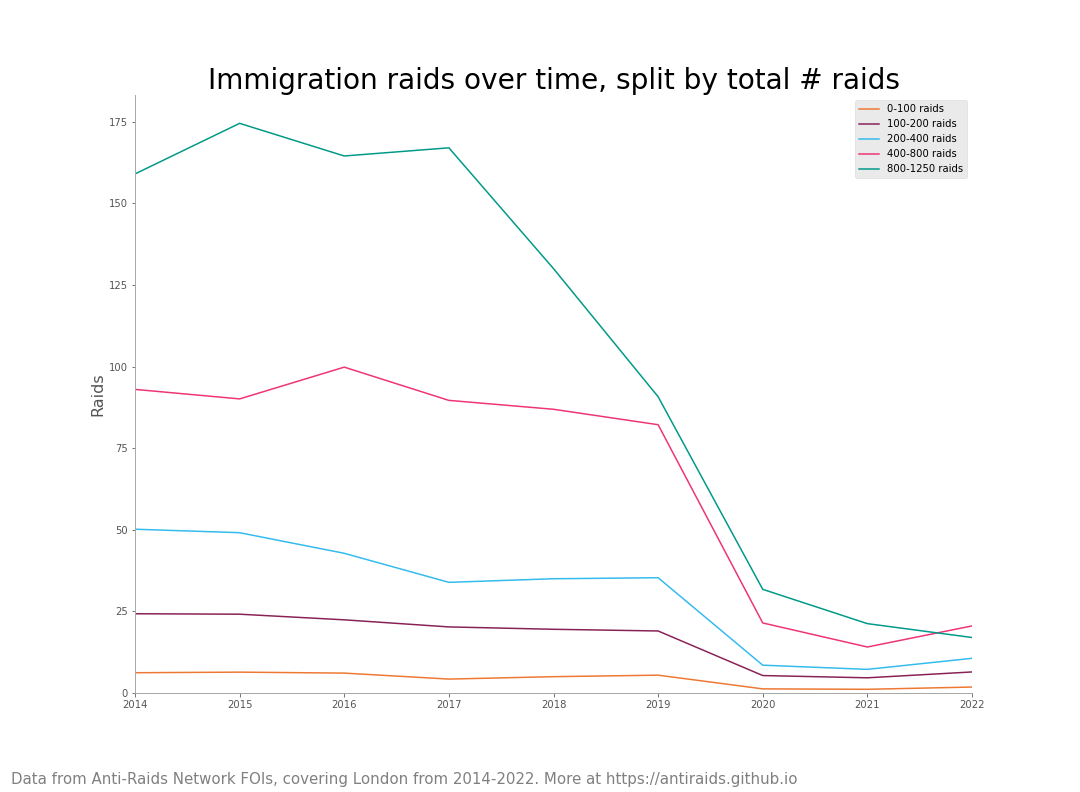 Immigration raids over time, split by total # raids
0-100 raids
100-200 raids
200-400 raids
400-800 raids
800-1250 raids
175
150
125
100
75
50
25
0
Raids
2014 2015 2016 2017 2018 2019 2020 2021 2022
Data from Anti-Raids Network FOIs, covering London from 2014-2022. More at https://antiraids.github.io